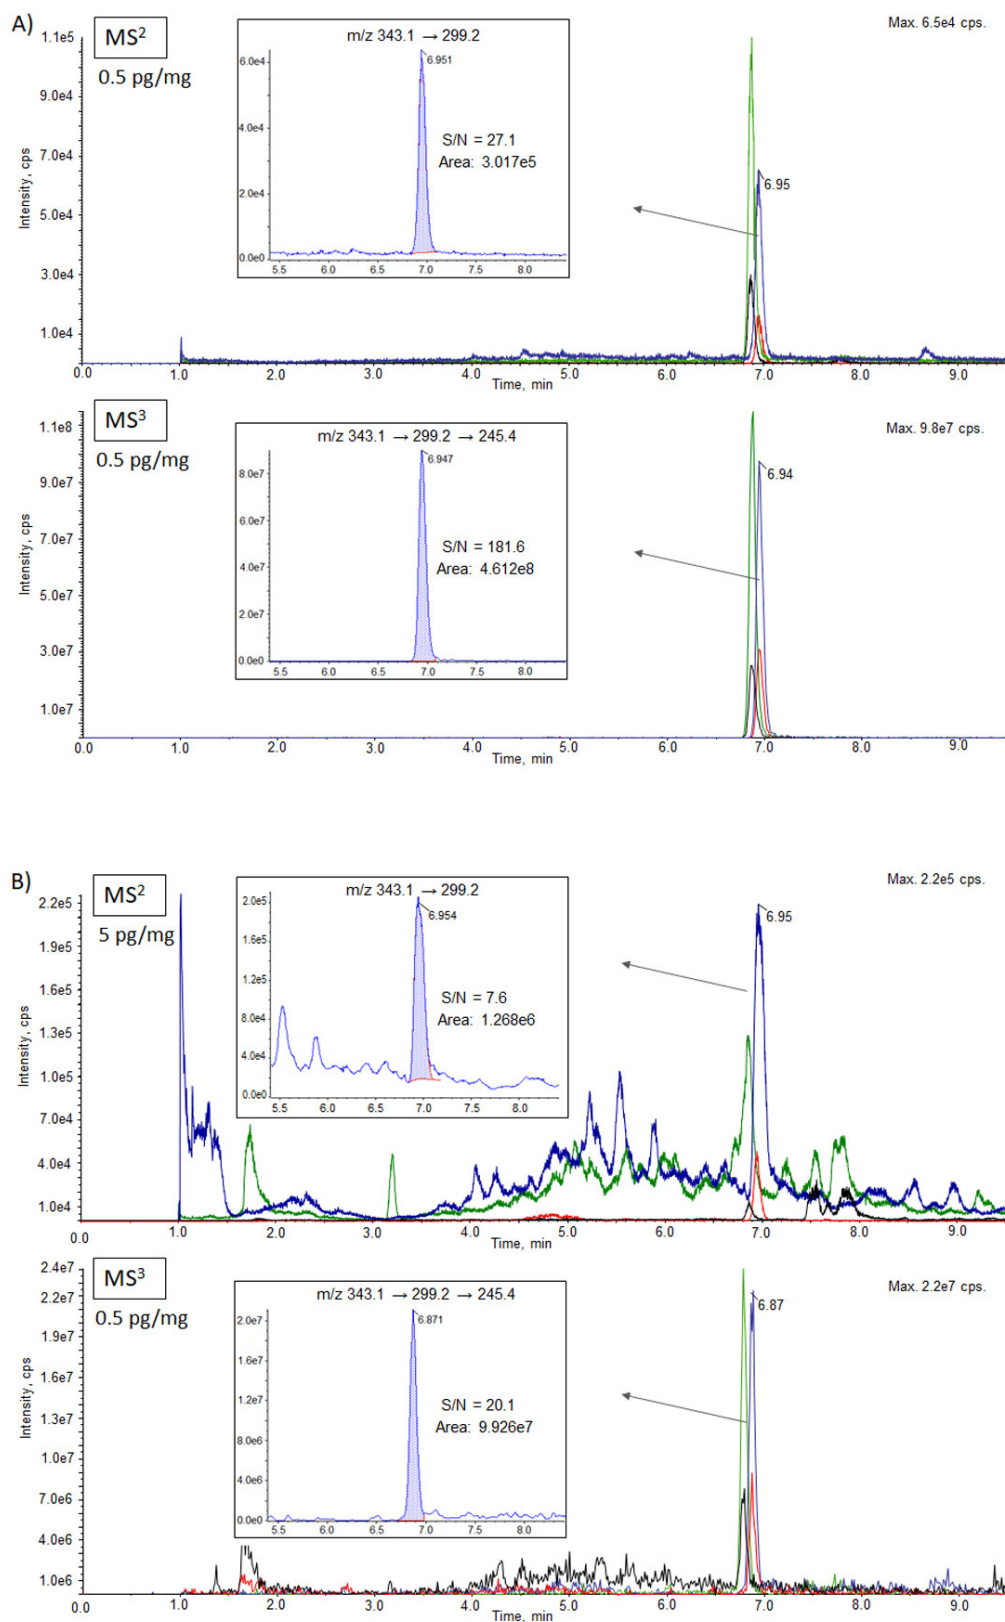 A)
MS²
0.5 pg/mg
Max. 6.5e4 cps.
Intensity, cps
1.1e5
9.0e4
7.0e4
5.0e4
3.0e4
1.0e4
m/z 343.1 → 299.2
6.951
S/N = 27.1
Area: 3.017e5
6.0e4
4.0e4
2.0e4
0.0e0
5.5 6.0 6.5 7.0 7.5 8.0
6.95
0.0 1.0 2.0 3.0 4.0 5.0 6.0 7.0 8.0 9.0
Time, min
MS³
0.5 pg/mg
Max. 9.8e7 cps.
Intensity, cps
1.1e8
9.0e7
7.0e7
5.0e7
3.0e7
1.0e7
m/z 343.1 → 299.2 → 245.4
6.947
S/N = 181.6
Area: 4.612e8
8.0e7
6.0e7
4.0e7
2.0e7
0.0e0
5.5 6.0 6.5 7.0 7.5 8.0
6.94
0.0 1.0 2.0 3.0 4.0 5.0 6.0 7.0 8.0 9.0
Time, min
B)
MS²
5 pg/mg
Max. 2.2e5 cps.
Intensity, cps
2.2e5
1.9e5
1.6e5
1.3e5
1.0e5
7.0e4
4.0e4
1.0e4
m/z 343.1 → 299.2
6.954
S/N = 7.6
Area: 1.268e6
2.0e5
1.6e5
1.2e5
8.0e4
4.0e4
0.0e0
5.5 6.0 6.5 7.0 7.5 8.0
6.95
0.0 1.0 2.0 3.0 4.0 5.0 6.0 7.0 8.0 9.0
Time, min
MS³
0.5 pg/mg
Max. 2.2e7 cps.
Intensity, cps
2.4e7
2.2e7
1.9e7
1.6e7
1.3e7
1.0e7
7.0e6
4.0e6
1.0e6
m/z 343.1 → 299.2 → 245.4
6.871
S/N = 20.1
Area: 9.926e7
2.0e7
1.6e7
1.2e7
8.0e6
4.0e6
0.0e0
5.5 6.0 6.5 7.0 7.5 8.0
6.87
0.0 1.0 2.0 3.0 4.0 5.0 6.0 7.0 8.0 9.0
Time, min